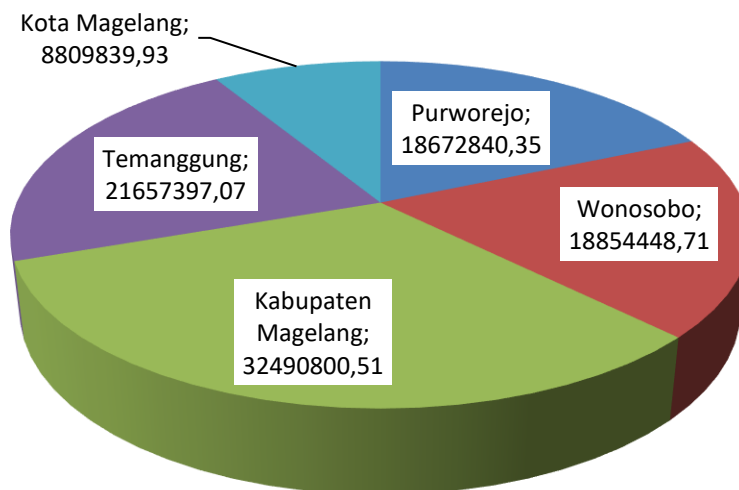 Kota Magelang;
8809839,93
Purworejo;
18672840,35
Temanggung;
21657397,07
Wonosobo;
18854448,71
Kabupaten
Magelang;
32490800,51